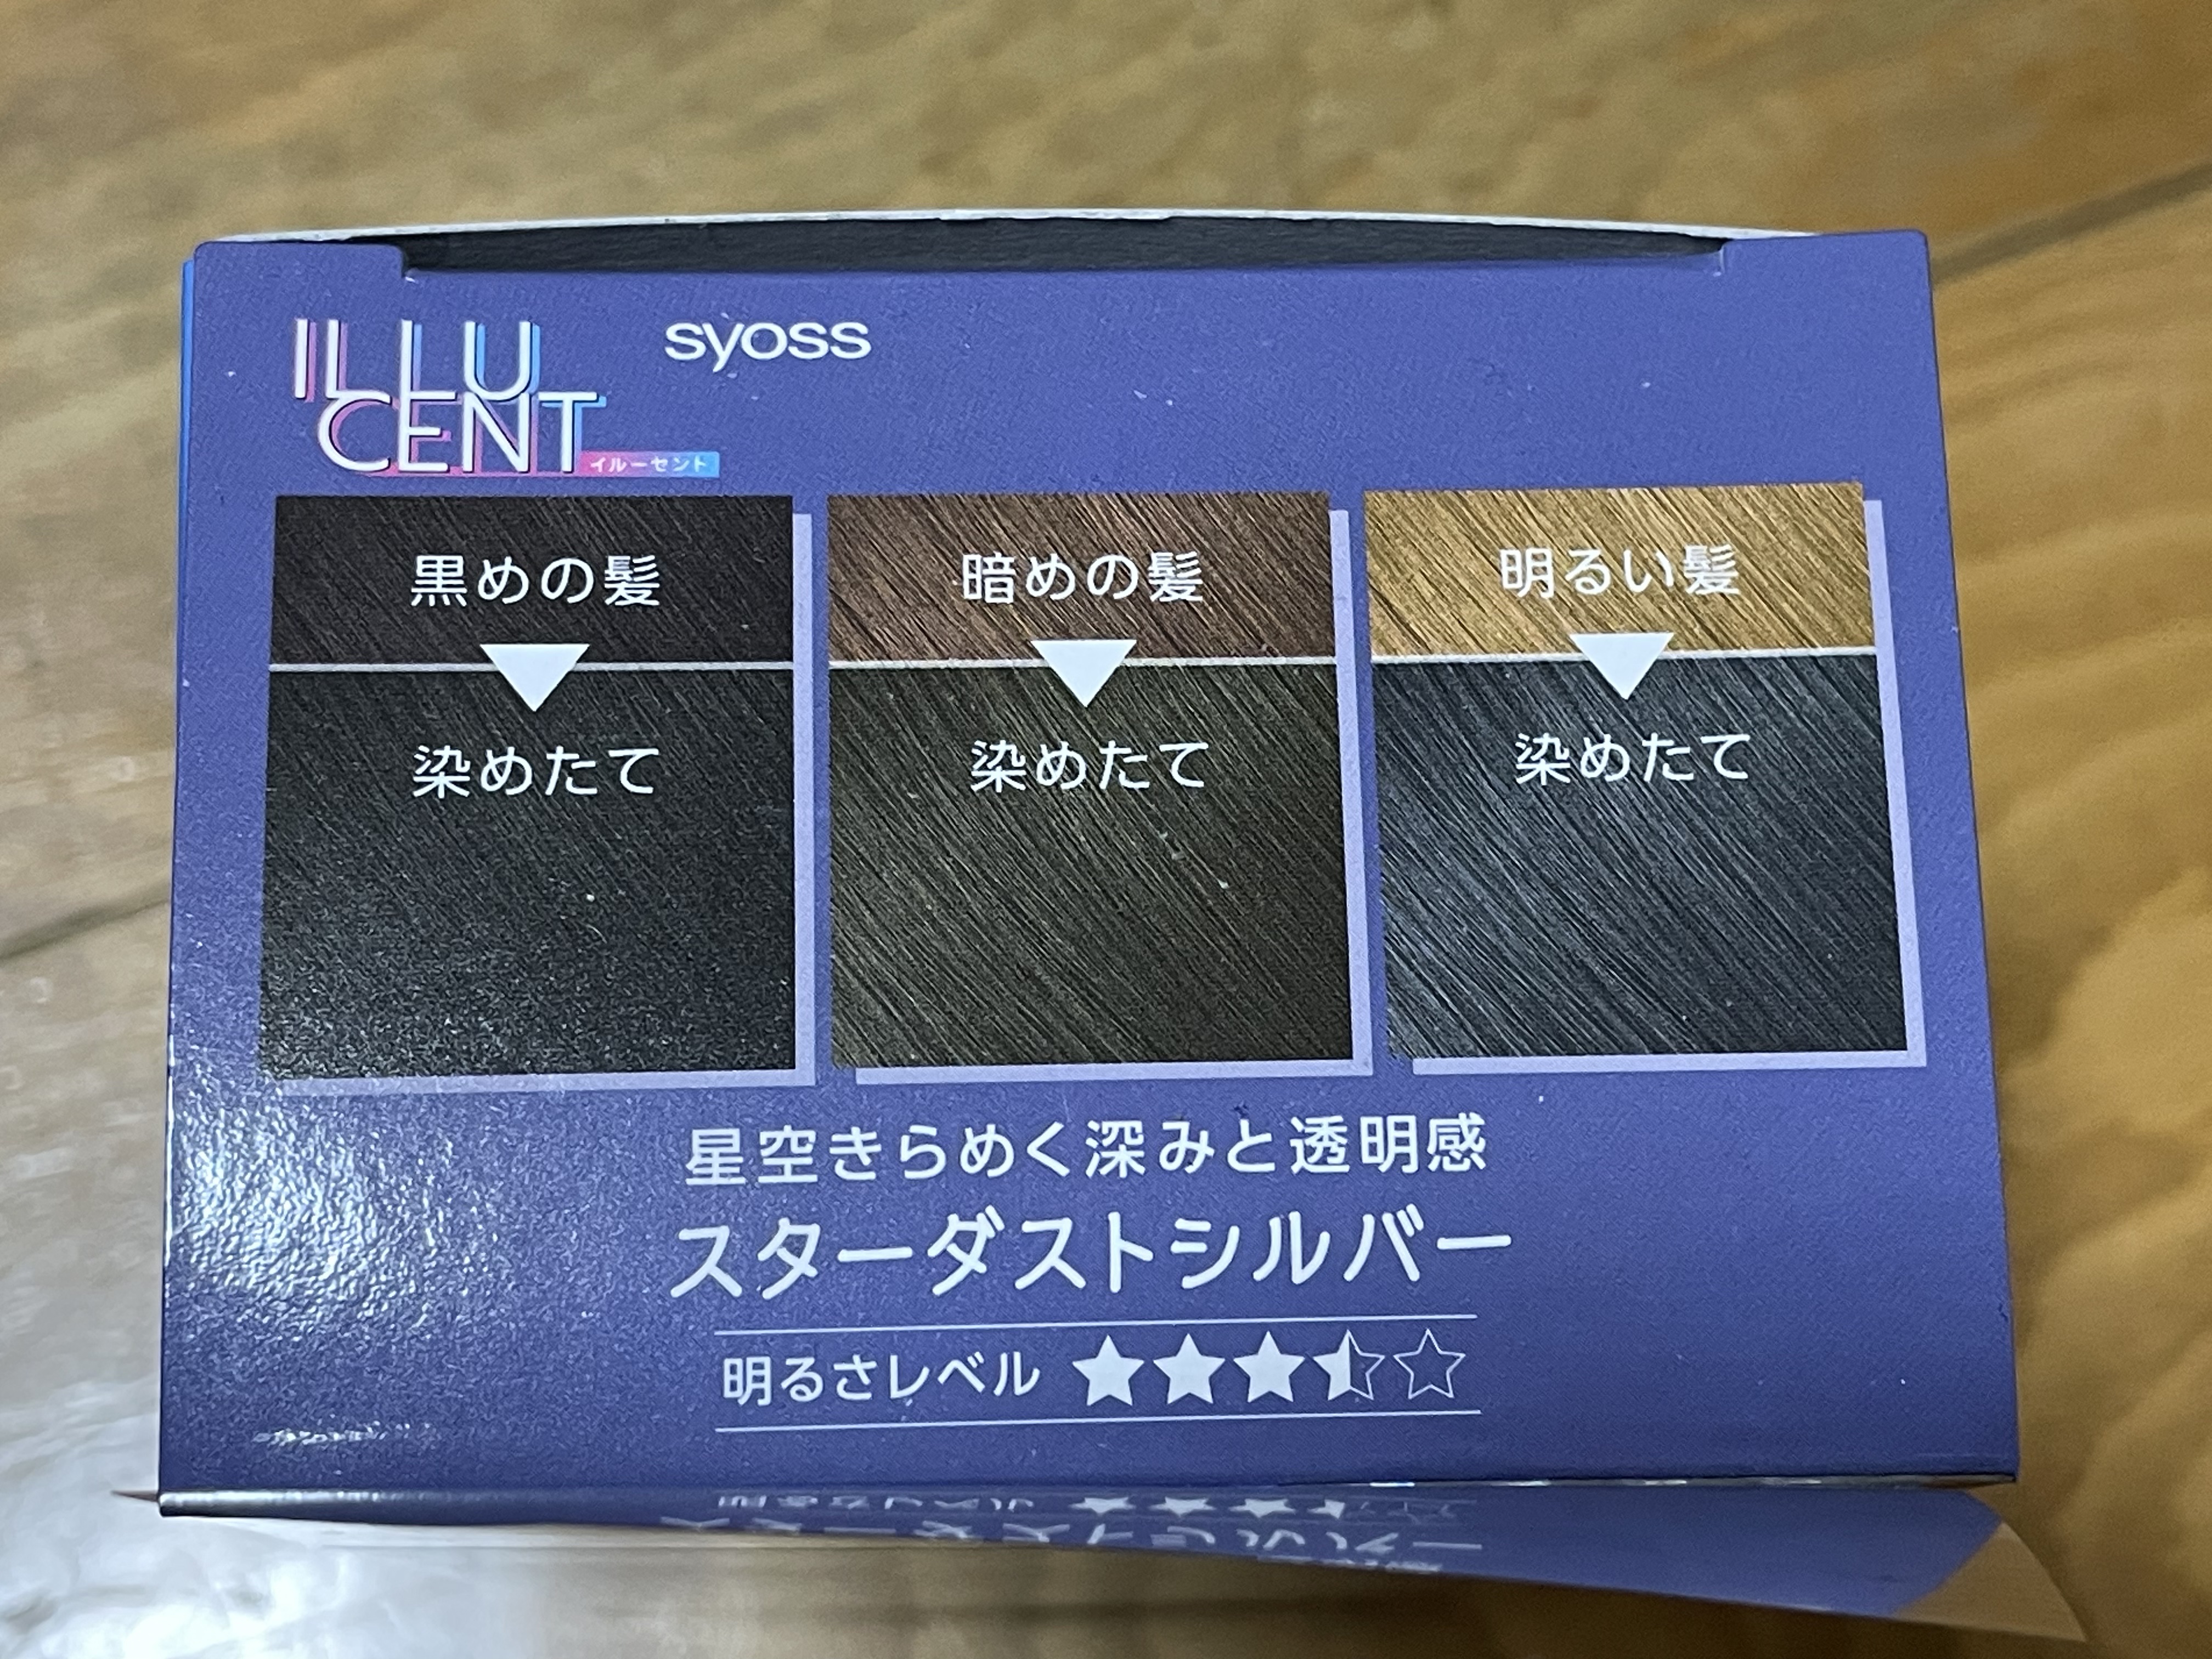 ILLU
CENT
イルーセント
syoss
黒めの髪
染めたて
暗めの髪
染めたて
明るい髪
染めたて
星空きらめく深みと透明感
スターダストシルバー
明るさレベル ★★★⯪☆